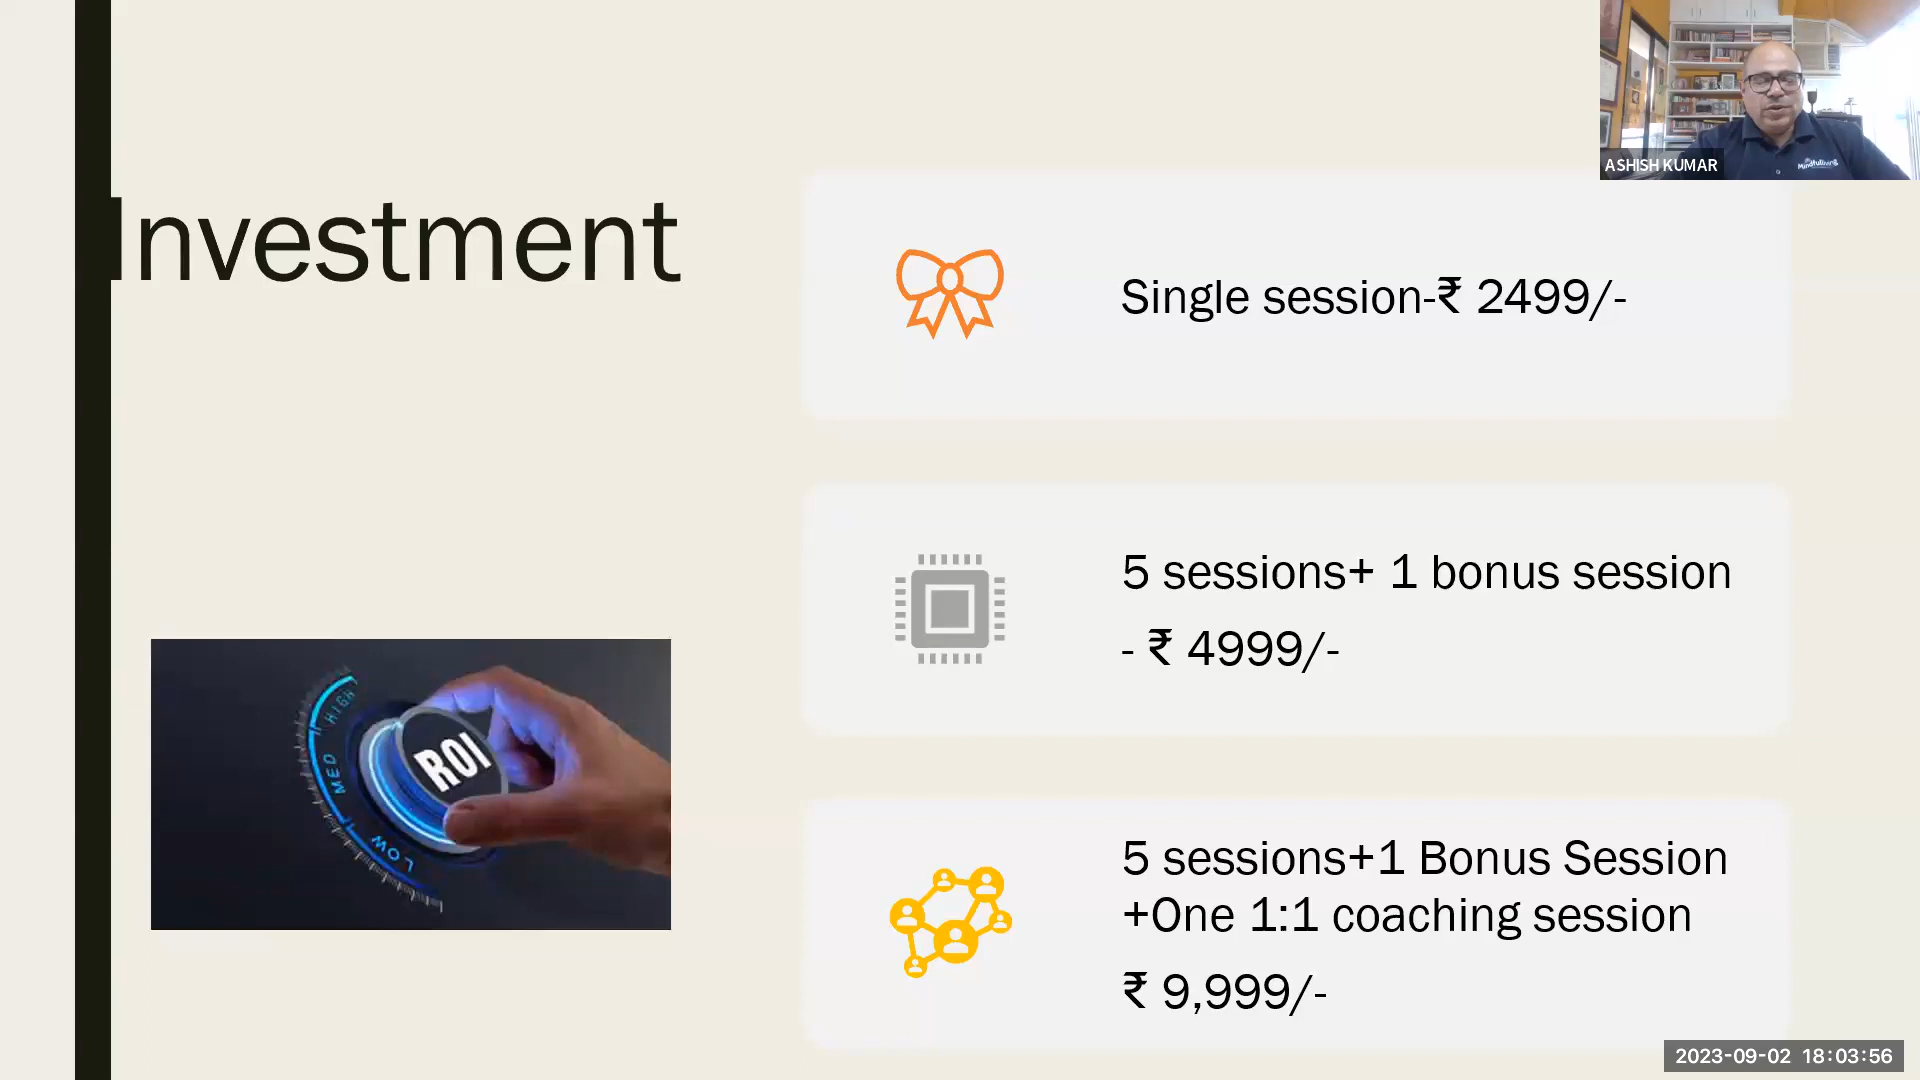 ASHISH KUMAR
Mindfulliving
Investment
Single session-₹ 2499/-
5 sessions+ 1 bonus session
- ₹ 4999/-
5 sessions+1 Bonus Session
+One 1:1 coaching session
₹ 9,999/-
HIGH
MED
LOW
ROI
2023-09-02 18:03:56